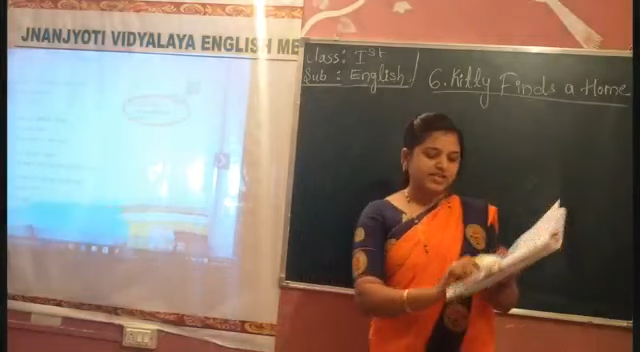 JNANJYOTI VIDYALAYA ENGLISH ME
Class: Ist
Sub : English
6. Kitty Finds a Home